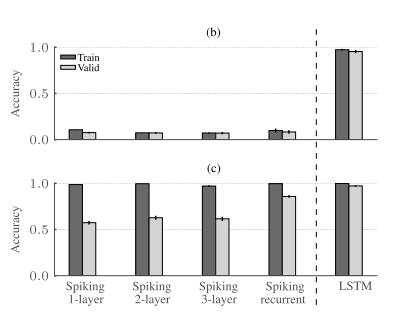 (b)
1.0
Train
Valid
0.5
0.0
Accuracy
(c)
1.0
0.5
0.0
Accuracy
Spiking
1-layer
Spiking
2-layer
Spiking
3-layer
Spiking
recurrent
LSTM